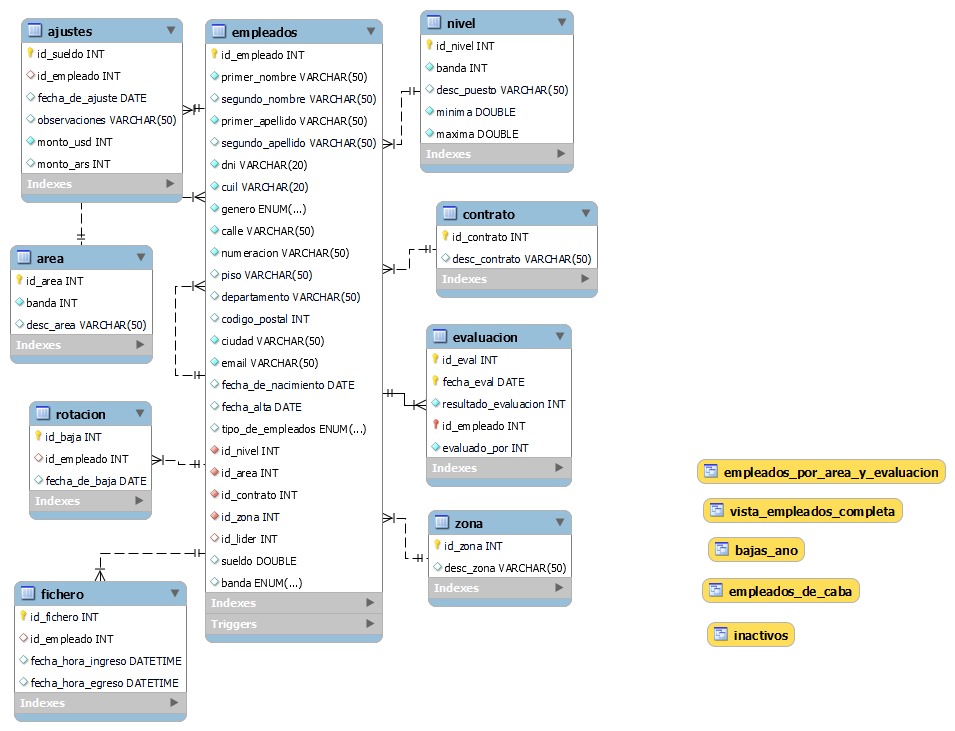 ajustes
id_sueldo INT
id_empleado INT
fecha_de_ajuste DATE
observaciones VARCHAR(50)
monto_usd INT
monto_ars INT
Indexes
area
id_area INT
banda INT
desc_area VARCHAR(50)
Indexes
rotacion
id_baja INT
id_empleado INT
fecha_de_baja DATE
Indexes
fichero
id_fichero INT
id_empleado INT
fecha_hora_ingreso DATETIME
fecha_hora_egreso DATETIME
Indexes
empleados
id_empleado INT
primer_nombre VARCHAR(50)
segundo_nombre VARCHAR(50)
primer_apellido VARCHAR(50)
segundo_apellido VARCHAR(50)
dni VARCHAR(20)
cuil VARCHAR(20)
genero ENUM(...)
calle VARCHAR(50)
numeracion VARCHAR(50)
piso VARCHAR(50)
departamento VARCHAR(50)
codigo_postal INT
ciudad VARCHAR(50)
email VARCHAR(50)
fecha_de_nacimiento DATE
fecha_alta DATE
tipo_de_empleados ENUM(...)
id_nivel INT
id_area INT
id_contrato INT
id_zona INT
id_lider INT
sueldo DOUBLE
banda ENUM(...)
Indexes
Triggers
nivel
id_nivel INT
banda INT
desc_puesto VARCHAR(50)
minima DOUBLE
maxima DOUBLE
Indexes
contrato
id_contrato INT
desc_contrato VARCHAR(50)
Indexes
evaluacion
id_eval INT
fecha_eval DATE
resultado_evaluacion INT
id_empleado INT
evaluado_por INT
Indexes
zona
id_zona INT
desc_zona VARCHAR(50)
Indexes
empleados_por_area_y_evaluacion
vista_empleados_completa
bajas_ano
empleados_de_caba
inactivos